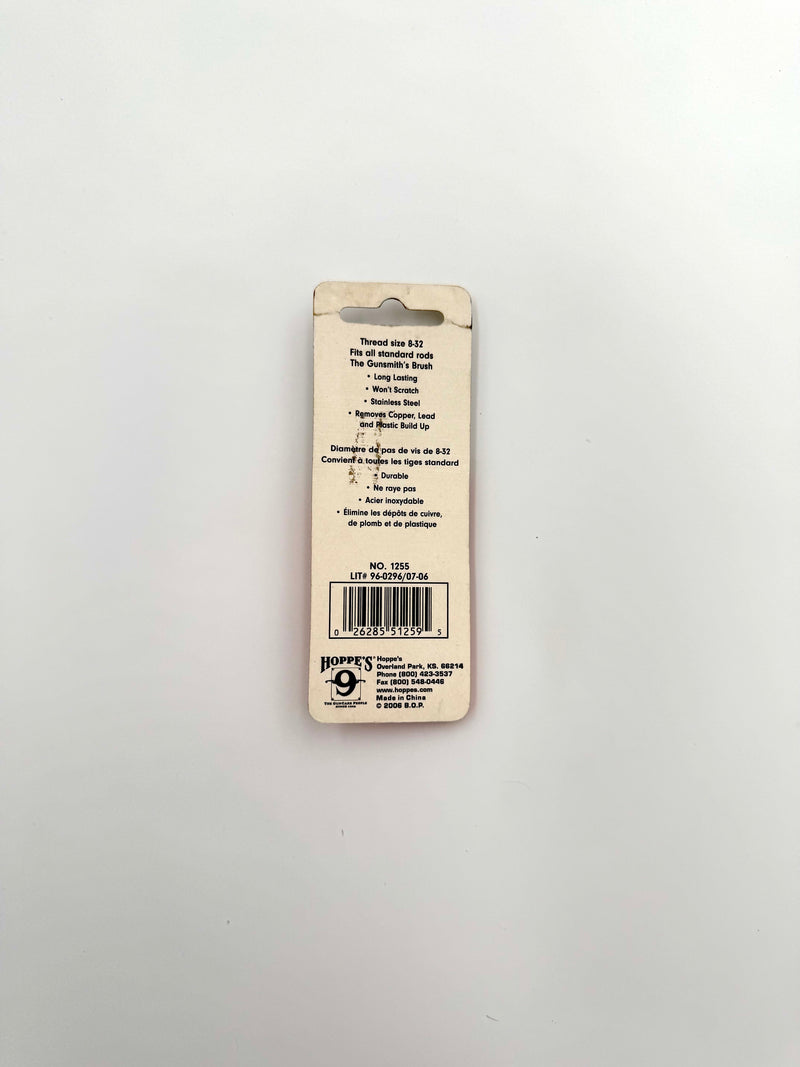 Thread size 8-32
Fits all standard rods
The Gunsmith's Brush
• Long Lasting
• Won't Scratch
• Stainless Steel
• Removes Copper, Lead
and Plastic Build Up
Diamètre de pas de vis de 8-32
Convient à toutes les tiges standard
• Durable
• Ne raye pas
• Acier inoxydable
• Élimine les dépôts de cuivre,
de plomb et de plastique
NO. 1255
LIT# 96-0296/07-06
0 26285 51259 5
HOPPE'S
9
THE GUNCARE PEOPLE
Hoppe's
Overland Park, KS. 66214
Phone (800) 423-3537
Fax (800) 548-0446
www.hoppes.com
Made in China
© 2006 B.O.P.